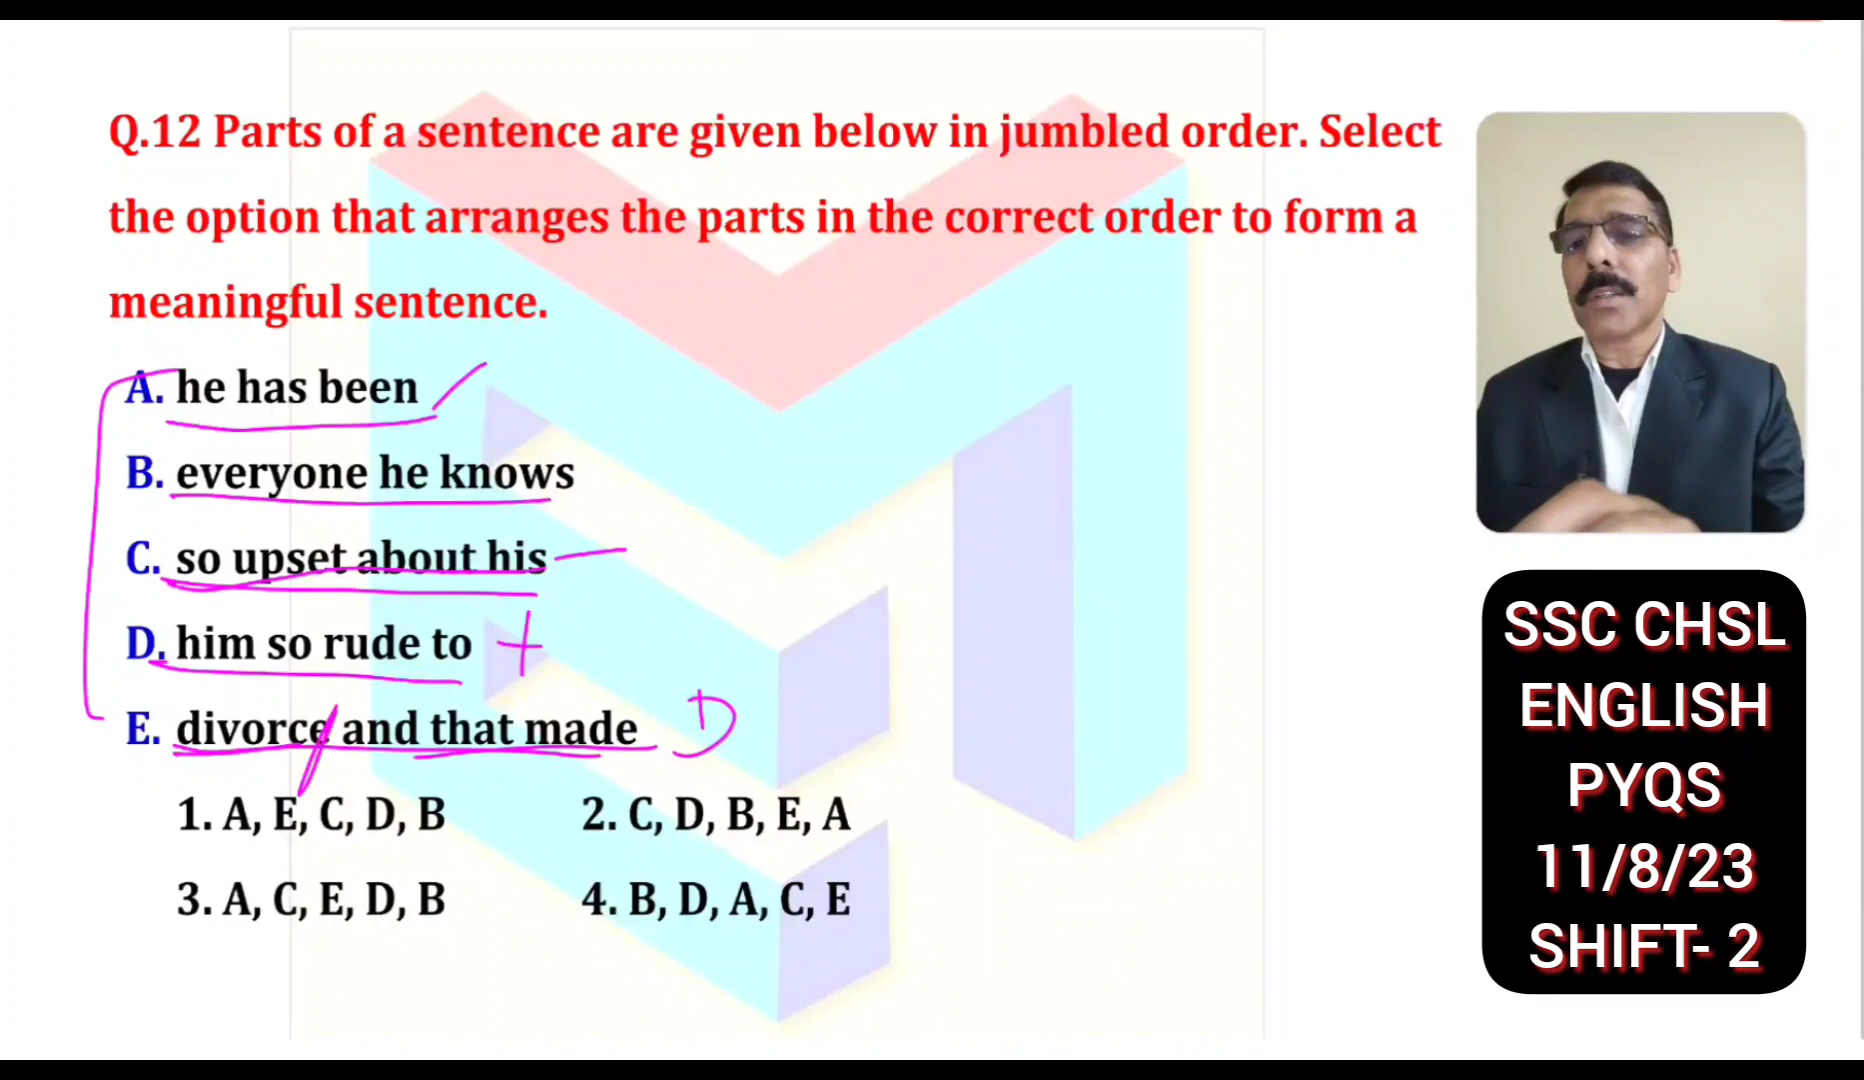 Q.12 Parts of a sentence are given below in jumbled order. Select
the option that arranges the parts in the correct order to form a
meaningful sentence.
A. he has been
B. everyone he knows
C. so upset about his
D. him so rude to
E. divorce and that made D
1. A, E, C, D, B 2. C, D, B, E, A
3. A, C, E, D, B 4. B, D, A, C, E
SSC CHSL
ENGLISH
PYQS
11/8/23
SHIFT- 2